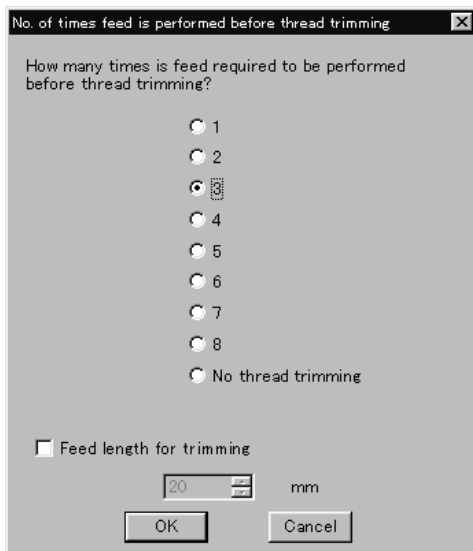 No. of times feed is performed before thread trimming
How many times is feed required to be performed
before thread trimming?
1
2
3
4
5
6
7
8
No thread trimming
Feed length for trimming
20 mm
OK Cancel